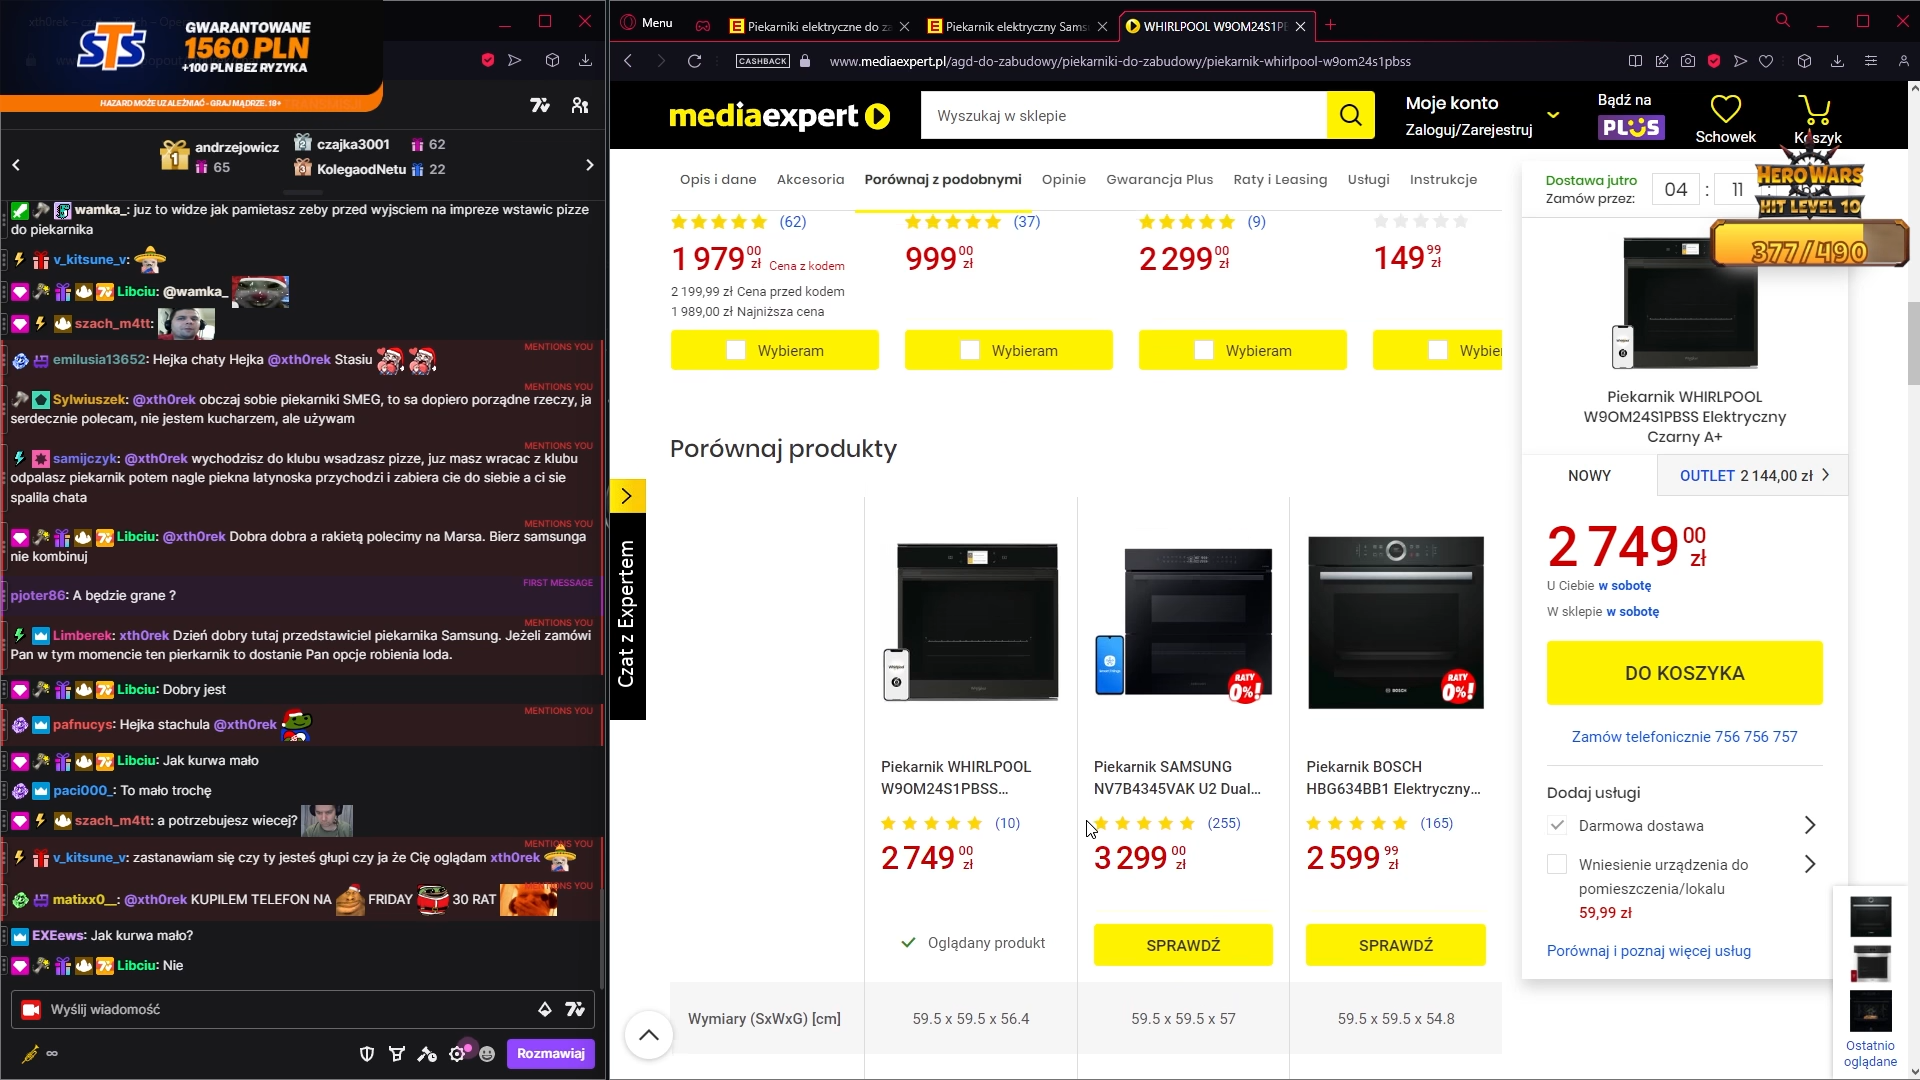 STS
GWARANTOWANE
1560 PLN
+100 PLN BEZ RYZYKA
HAZARD MOŻE UZALEŻNIAĆ - GRAJ MĄDRZE. 18+
andrzejowicz
65
czajka3001 62
KolegaodNetu 22
wamka_: juz to widze jak pamietasz zeby przed wyjsciem na impreze wstawic pizze
do piekarnika
v_kitsune_v:
Libciu: @wamka_
szach_m4tt:
MENTIONS YOU
emilusia13652: Hejka chaty Hejka @xth0rek Stasiu
MENTIONS YOU
Sylwiuszek: @xth0rek obczaj sobie piekarniki SMEG, to sa dopiero porządne rzeczy, ja
serdecznie polecam, nie jestem kucharzem, ale używam
MENTIONS YOU
samijczyk: @xth0rek wychodzisz do klubu wsadzasz pizze, juz masz wracac z klubu
odpalasz piekarnik potem nagle piekna latynoska przychodzi i zabiera cie do siebie a ci sie
spalila chata
MENTIONS YOU
Libciu: @xth0rek Dobra dobra a rakietą polecimy na Marsa. Bierz samsunga
nie kombinuj
FIRST MESSAGE
pjoter86: A będzie grane ?
MENTIONS YOU
Limberek: xth0rek Dzień dobry tutaj przedstawiciel piekarnika Samsung. Jeżeli zamówi
Pan w tym momencie ten pierkarnik to dostanie Pan opcje robienia loda.
Libciu: Dobry jest
MENTIONS YOU
pafnucys: Hejka stachula @xth0rek
Libciu: Jak kurwa mało
paci000_: To mało trochę
szach_m4tt: a potrzebujesz wiecej?
MENTIONS YOU
v_kitsune_v: zastanawiam się czy ty jesteś głupi czy ja że Cię oglądam xth0rek
MENTIONS YOU
matixx0__: @xth0rek KUPILEM TELEFON NA FRIDAY 30 RAT
EXEews: Jak kurwa mało?
Libciu: Nie
Wyślij wiadomość
Rozmawiaj
Menu
Piekarniki elektryczne do za
Piekarnik elektryczny Sams
WHIRLPOOL W9OM24S1P
CASHBACK
www.mediaexpert.pl/agd-do-zabudowy/piekarniki-do-zabudowy/piekarnik-whirlpool-w9om24s1pbss
mediaexpert
Wyszukaj w sklepie
Moje konto
Zaloguj/Zarejestruj
Bądź na
PLUS
Schowek
Koszyk
Opis i dane Akcesoria Porównaj z podobnymi Opinie Gwarancja Plus Raty i Leasing Usługi Instrukcje
(62) (37) (9)
1 979 00 zł Cena z kodem
999 00 zł
2 299 00 zł
149 99 zł
2 199,99 zł Cena przed kodem
1 989,00 zł Najniższa cena
Wybieram Wybieram Wybieram Wybier
Porównaj produkty
Czat z Expertem
RATY 0%!
RATY 0%!
BOSCH
Piekarnik WHIRLPOOL
W9OM24S1PBSS...
(10)
2 749 00 zł
Oglądany produkt
Piekarnik SAMSUNG
NV7B4345VAK U2 Dual...
(255)
3 299 00 zł
SPRAWDŹ
Piekarnik BOSCH
HBG634BB1 Elektryczny...
(165)
2 599 99 zł
SPRAWDŹ
Wymiary (SxWxG) [cm] 59.5 x 59.5 x 56.4 59.5 x 59.5 x 57 59.5 x 59.5 x 54.8
Dostawa jutro
Zamów przez:
04 : 11
HERO WARS
HIT LEVEL 10
377/490
Piekarnik WHIRLPOOL
W9OM24S1PBSS Elektryczny
Czarny A+
NOWY
OUTLET 2 144,00 zł
2 749 00 zł
U Ciebie w sobotę
W sklepie w sobotę
DO KOSZYKA
Zamów telefonicznie 756 756 757
Dodaj usługi
Darmowa dostawa
Wniesienie urządzenia do
pomieszczenia/lokalu
59,99 zł
Porównaj i poznaj więcej usług
Ostatnio
oglądane